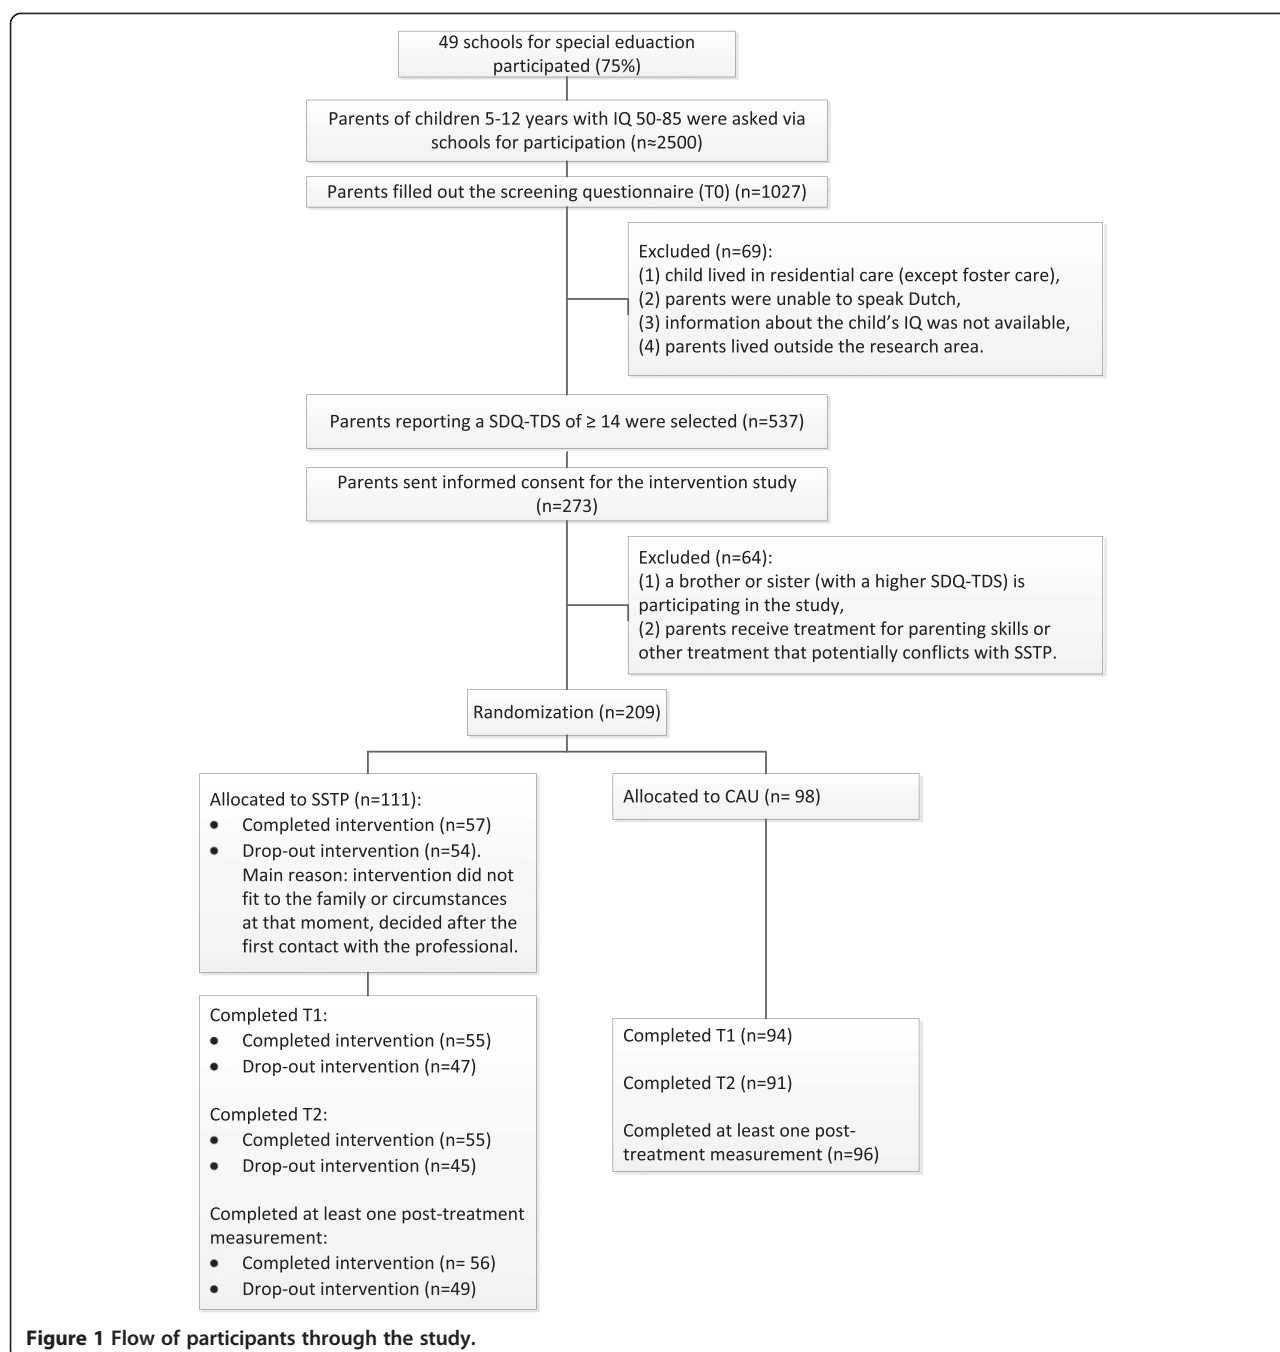 49 schools for special eduaction
participated (75%)
Parents of children 5-12 years with IQ 50-85 were asked via
schools for participation (n≈2500)
Parents filled out the screening questionnaire (T0) (n=1027)
Excluded (n=69):
(1) child lived in residential care (except foster care),
(2) parents were unable to speak Dutch,
(3) information about the child’s IQ was not available,
(4) parents lived outside the research area.
Parents reporting a SDQ-TDS of ≥ 14 were selected (n=537)
Parents sent informed consent for the intervention study
(n=273)
Excluded (n=64):
(1) a brother or sister (with a higher SDQ-TDS) is
participating in the study,
(2) parents receive treatment for parenting skills or
other treatment that potentially conflicts with SSTP.
Randomization (n=209)
Allocated to SSTP (n=111):
• Completed intervention (n=57)
• Drop-out intervention (n=54).
Main reason: intervention did not
fit to the family or circumstances
at that moment, decided after the
first contact with the professional.
Allocated to CAU (n= 98)
Completed T1:
• Completed intervention (n=55)
• Drop-out intervention (n=47)
Completed T2:
• Completed intervention (n=55)
• Drop-out intervention (n=45)
Completed at least one post-treatment
measurement:
• Completed intervention (n= 56)
• Drop-out intervention (n=49)
Completed T1 (n=94)
Completed T2 (n=91)
Completed at least one post-
treatment measurement (n=96)
Figure 1 Flow of participants through the study.